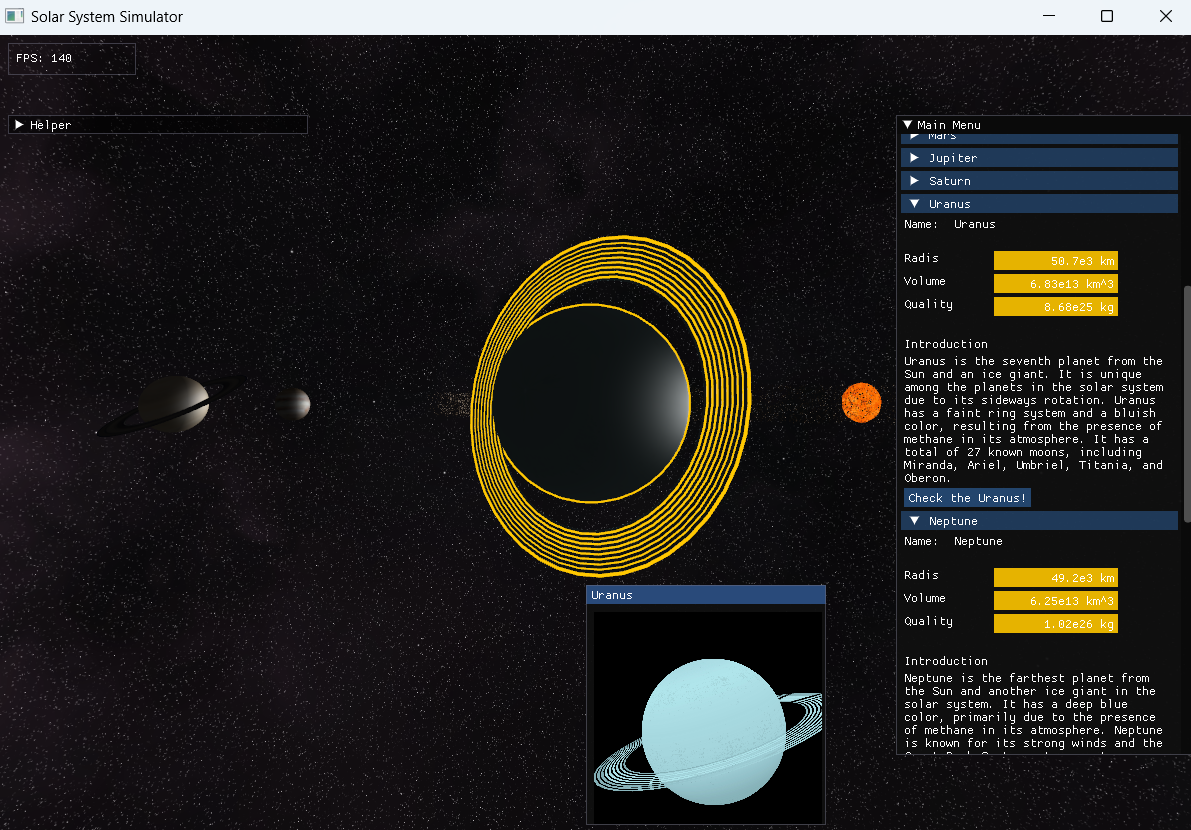 Solar System Simulator
FPS: 140
Helper
Main Menu
Mars
Jupiter
Saturn
Uranus
Name: Uranus
Radis 50.7e3 km
Volume 6.83e13 km^3
Quality 8.68e25 kg
Introduction
Uranus is the seventh planet from the
Sun and an ice giant. It is unique
among the planets in the solar system
due to its sideways rotation. Uranus
has a faint ring system and a bluish
color, resulting from the presence of
methane in its atmosphere. It has a
total of 27 known moons, including
Miranda, Ariel, Umbriel, Titania, and
Oberon.
Check the Uranus!
Neptune
Name: Neptune
Radis 49.2e3 km
Volume 6.25e13 km^3
Quality 1.02e26 kg
Introduction
Neptune is the farthest planet from
the Sun and another ice giant in the
solar system. It has a deep blue
color, primarily due to the presence
of methane in its atmosphere. Neptune
is known for its strong winds and the
Uranus